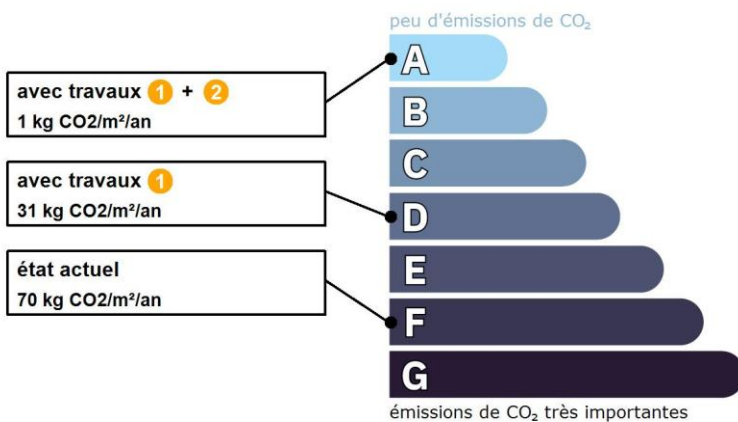 peu d'émissions de CO₂
A
avec travaux 1 + 2
1 kg CO2/m²/an
B
C
avec travaux 1
31 kg CO2/m²/an
D
état actuel
70 kg CO2/m²/an
E
F
G
émissions de CO₂ très importantes